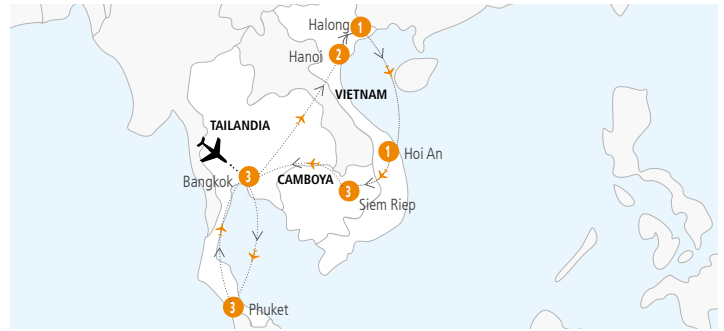 Halong 1
Hanoi 2
VIETNAM
TAILANDIA
1 Hoi An
Bangkok 3
CAMBOYA
3
Siem Riep
3 Phuket